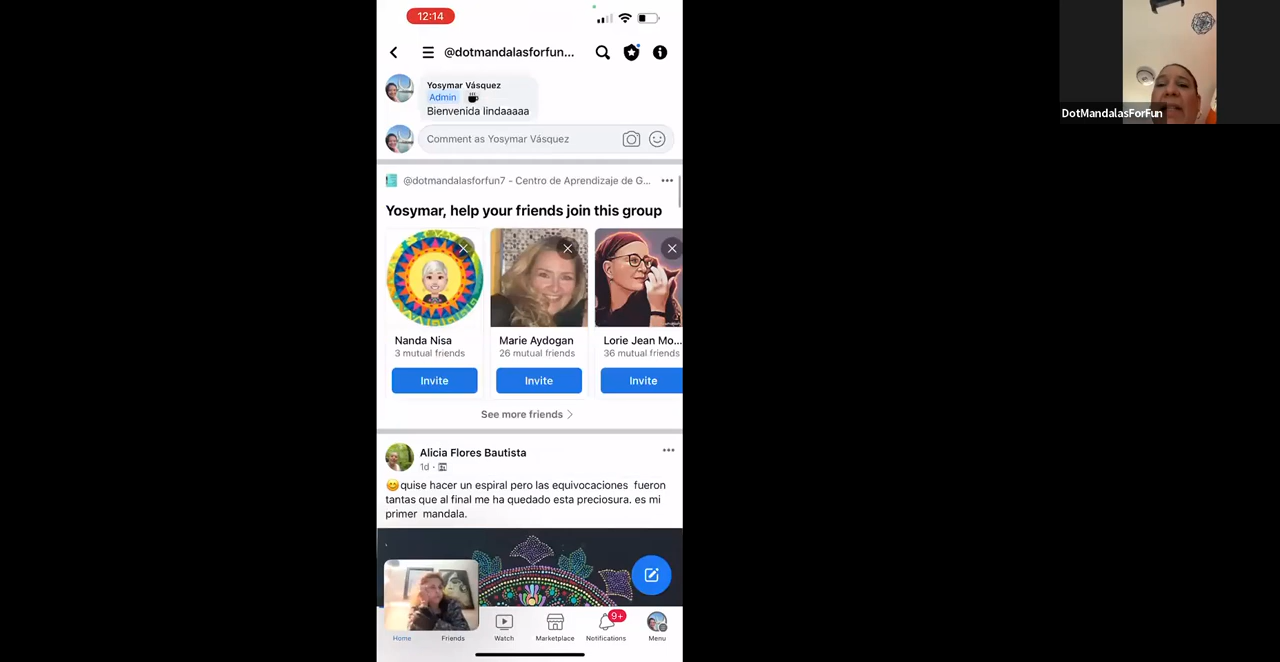 12:14
@dotmandalasforfun...
Yosymar Vásquez
Admin
Bienvenida lindaaaaa
Comment as Yosymar Vásquez
@dotmandalasforfun7 - Centro de Aprendizaje de G...
Yosymar, help your friends join this group
Nanda Nisa
3 mutual friends
Invite
Marie Aydogan
26 mutual friends
Invite
Lorie Jean Mo...
36 mutual friends
Invite
See more friends
Alicia Flores Bautista
1d
quise hacer un espiral pero las equivocaciones fueron
tantas que al final me ha quedado esta preciosura. es mi
primer mandala.
9+
Home
Friends
Watch
Marketplace
Notifications
Menu
DotMandalasForFun